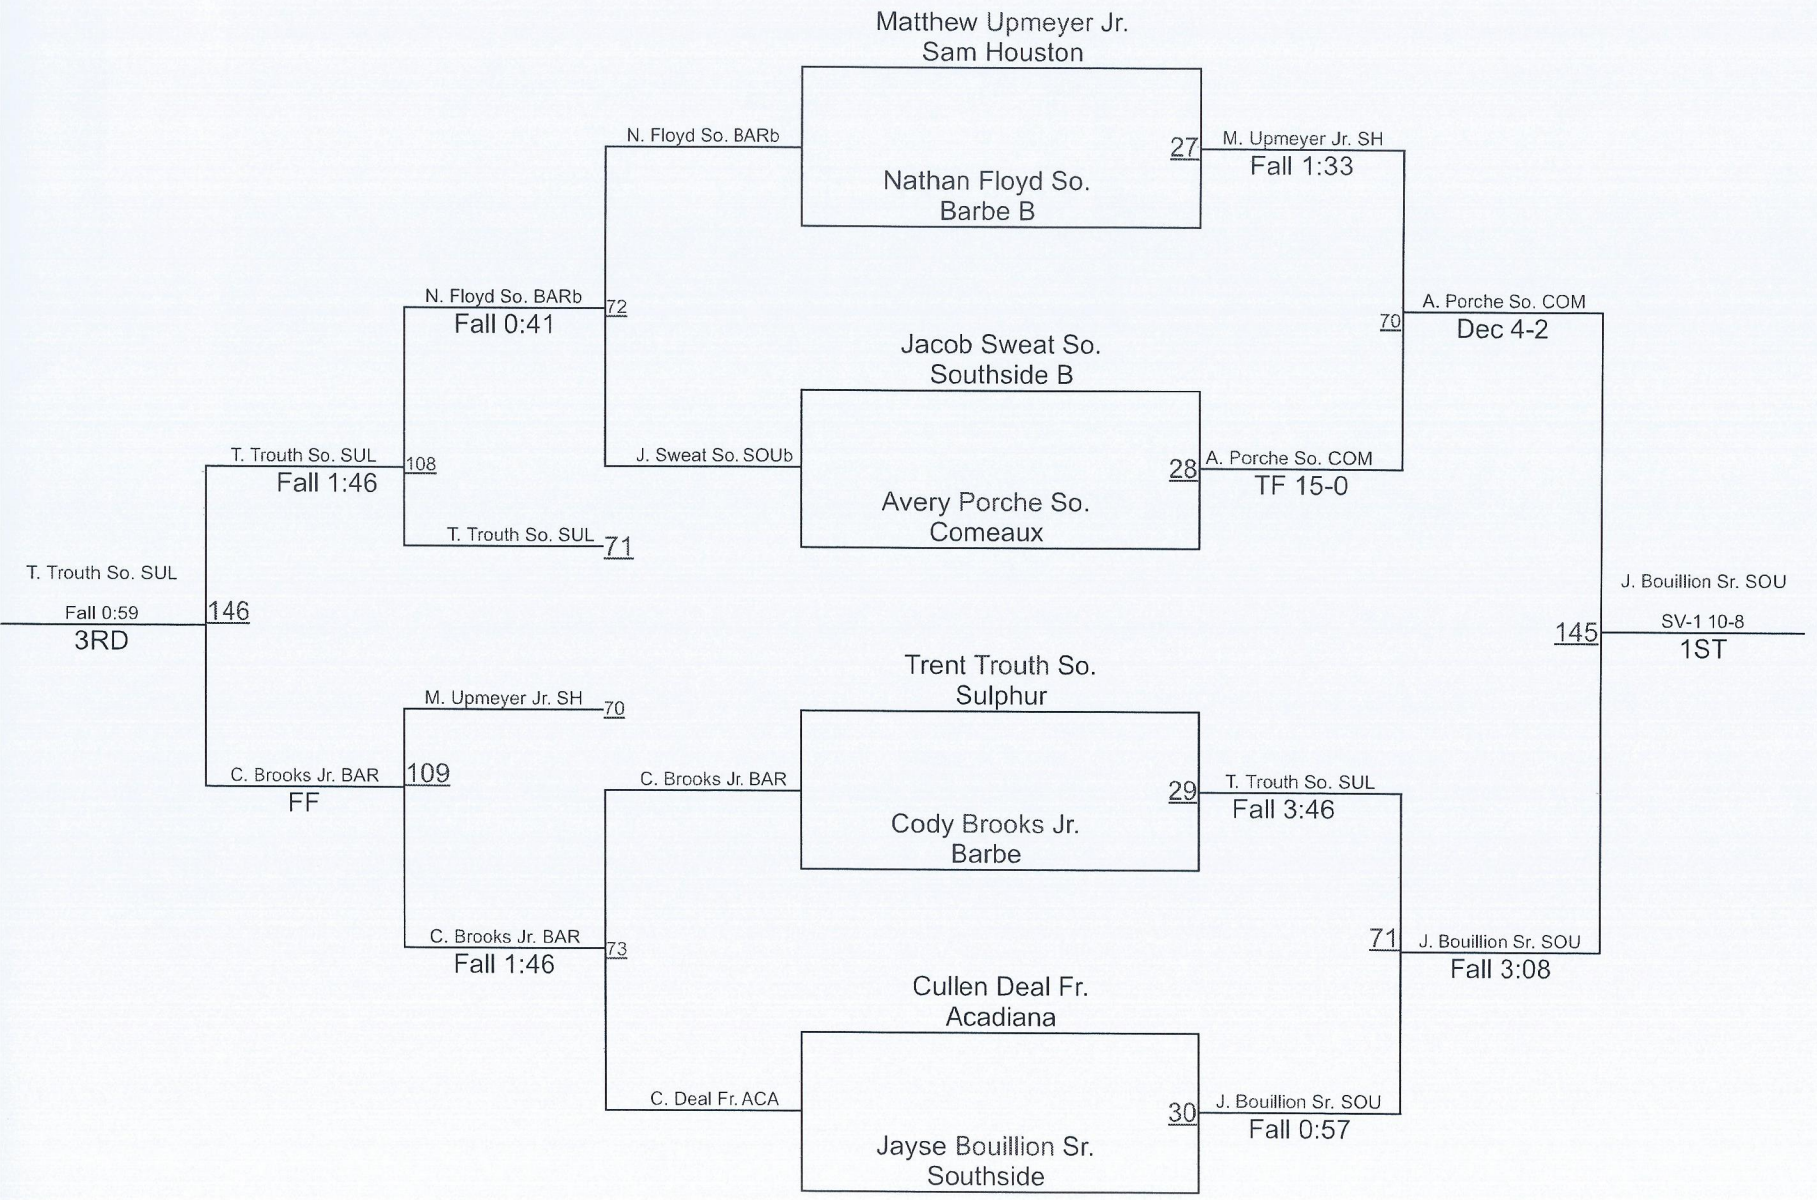 Matthew Upmeyer Jr.
Sam Houston
N. Floyd So. BARb
27
M. Upmeyer Jr. SH
Fall 1:33
Nathan Floyd So.
Barbe B
N. Floyd So. BARb
Fall 0:41
72
A. Porche So. COM
Dec 4-2
70
Jacob Sweat So.
Southside B
T. Trouth So. SUL
Fall 1:46
108
J. Sweat So. SOUb
28
A. Porche So. COM
TF 15-0
Avery Porche So.
Comeaux
T. Trouth So. SUL
71
T. Trouth So. SUL
Fall 0:59
3RD
146
J. Bouillion Sr. SOU
SV-1 10-8
1ST
145
Trent Trouth So.
Sulphur
M. Upmeyer Jr. SH
70
C. Brooks Jr. BAR
FF
109
C. Brooks Jr. BAR
29
T. Trouth So. SUL
Fall 3:46
Cody Brooks Jr.
Barbe
C. Brooks Jr. BAR
Fall 1:46
73
71
J. Bouillion Sr. SOU
Fall 3:08
Cullen Deal Fr.
Acadiana
C. Deal Fr. ACA
30
J. Bouillion Sr. SOU
Fall 0:57
Jayse Bouillion Sr.
Southside